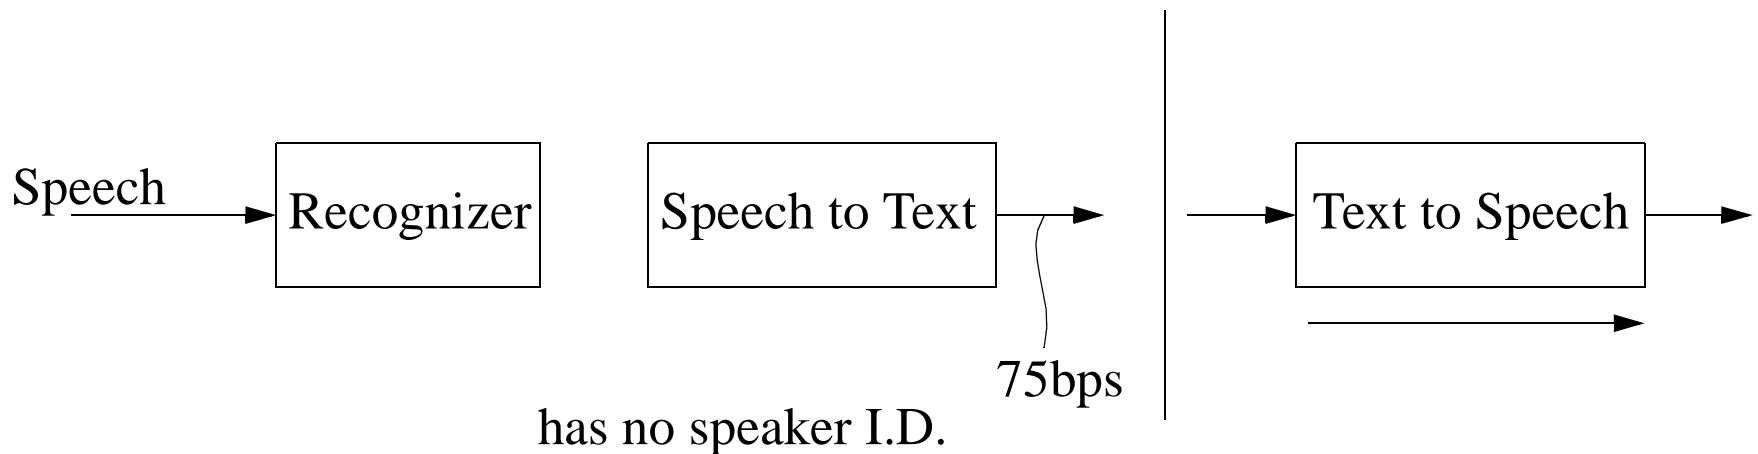 Speech
Recognizer
Speech to Text
Text to Speech
75bps
has no speaker I.D.